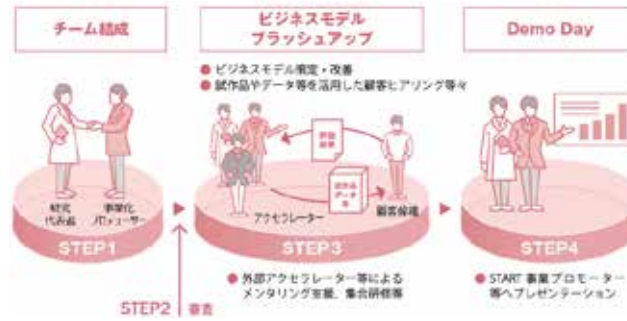 チーム結成
ビジネスモデル
ブラッシュアップ
Demo Day
● ビジネスモデル策定・改善
● 試作品やデータ等を活用した顧客ヒアリング等々
研究
代表者
事業化
プロデューサー
STEP1
STEP2
審査
試作品
データ
等
アクセラレーター
顧客候補
STEP3
● 外部アクセラレーター等による
メンタリング支援、集合研修等
STEP4
● START 事業プロモーター
等へプレゼンテーション